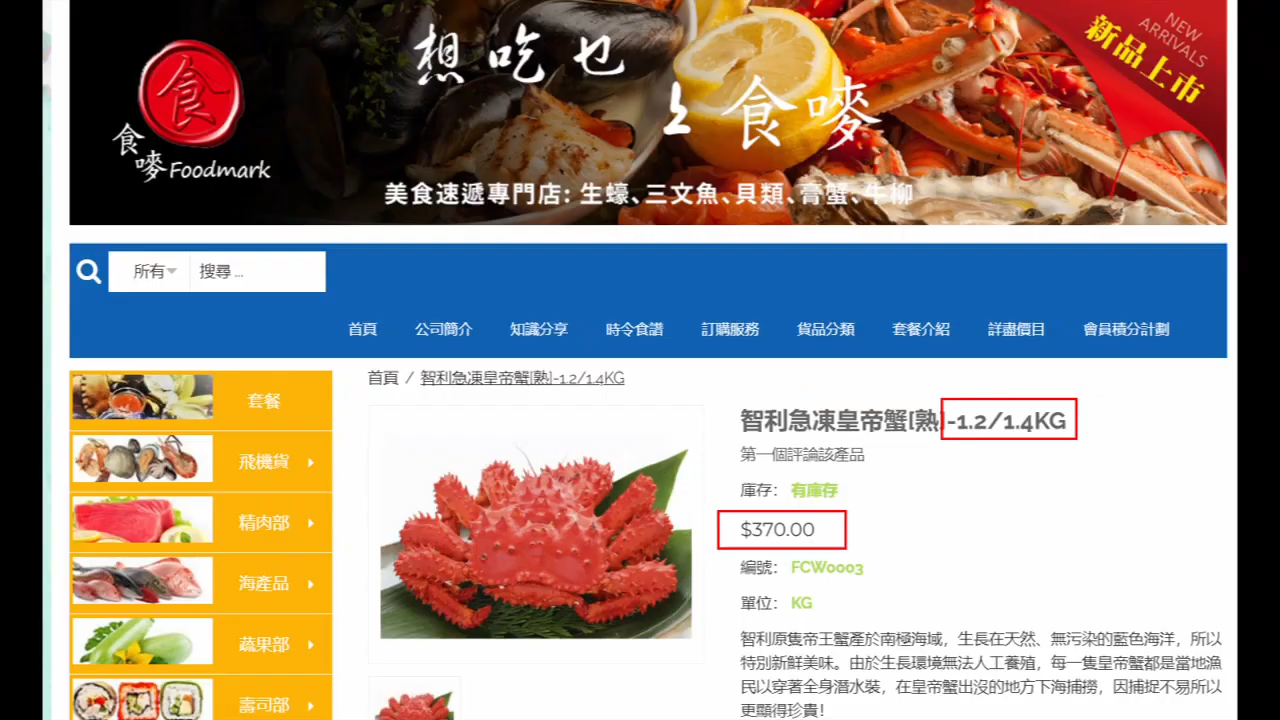 想吃乜
上食嘜
NEW
ARRIVALS
新品上市
食
食嘜Foodmark
美食速遞專門店: 生蠔、三文魚、貝類、膏蟹、牛柳
所有
搜尋 ...
首頁
公司簡介
知識分享
時令食譜
訂購服務
貨品分類
套餐介紹
詳盡價目
會員積分計劃
套餐
飛機貨
精肉部
海產品
蔬果部
壽司部
首頁 / 智利急凍皇帝蟹[熟]-1.2/1.4KG
智利急凍皇帝蟹[熟]-1.2/1.4KG
第一個評論該產品
庫存： 有庫存
$370.00
編號： FCW0003
單位： KG
智利原隻帝王蟹產於南極海域，生長在天然、無污染的藍色海洋，所以
特別新鮮美味。由於生長環境無法人工養殖，每一隻皇帝蟹都是當地漁
民以穿著全身潛水裝，在皇帝蟹出沒的地方下海捕撈，因捕捉不易所以
更顯得珍貴！